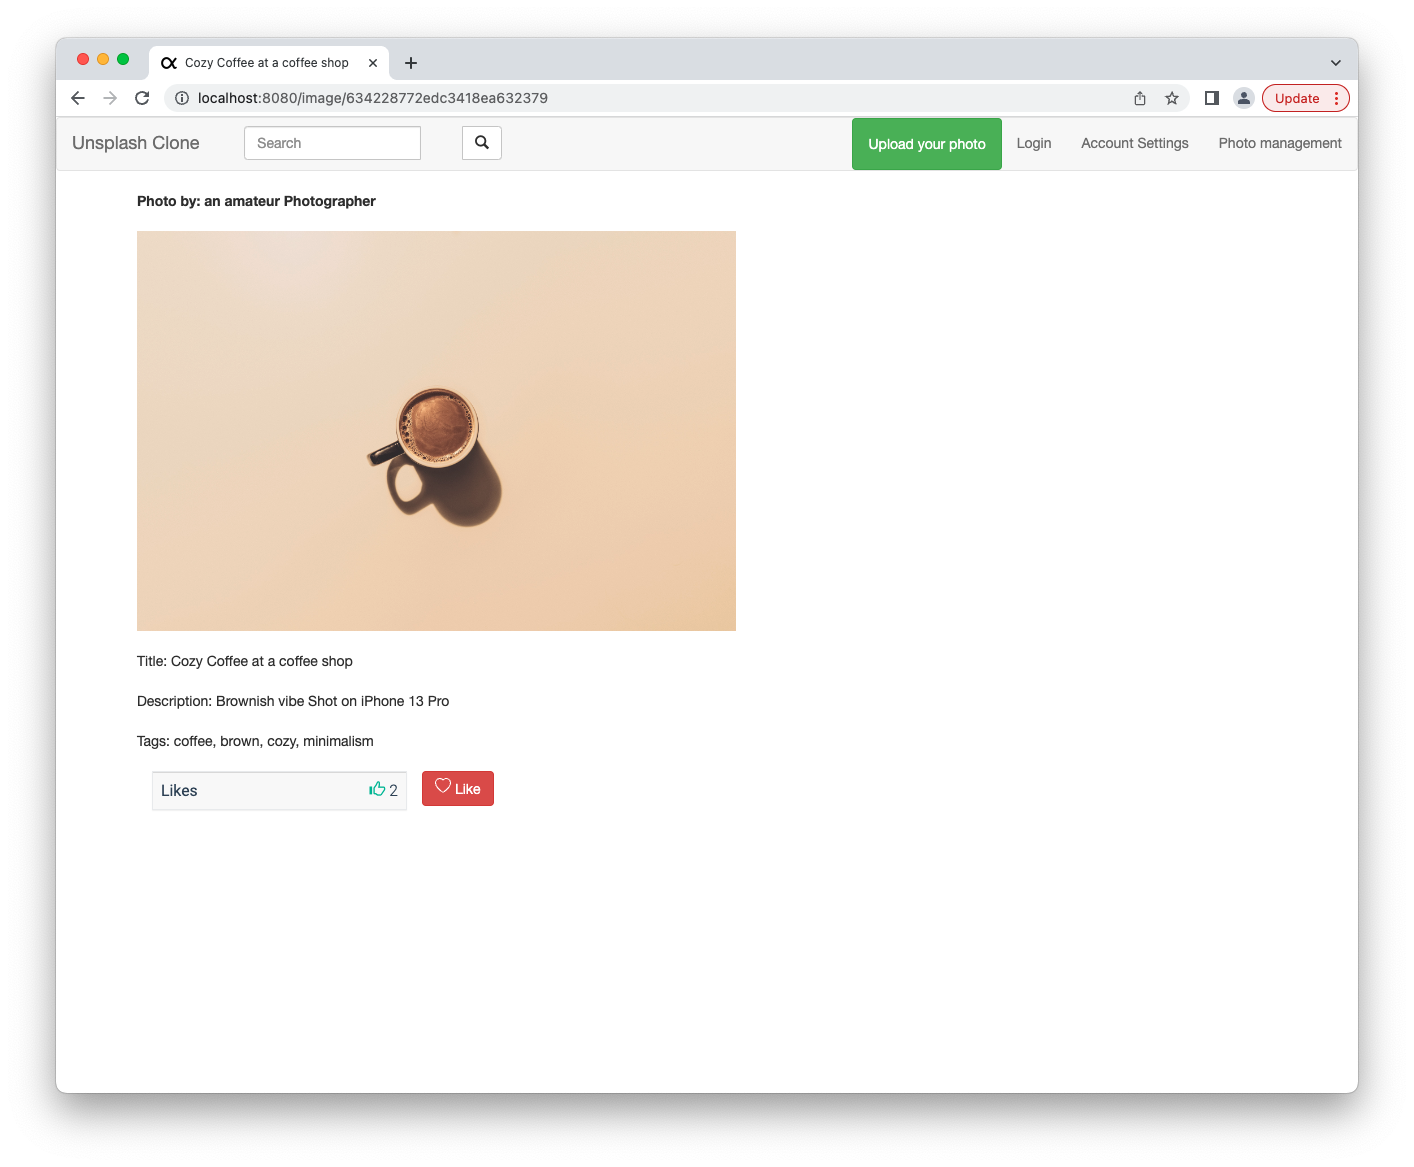 Cozy Coffee at a coffee shop
localhost:8080/image/634228772edc3418ea632379
Update
Unsplash Clone
Search
Upload your photo
Login
Account Settings
Photo management
Photo by: an amateur Photographer
Title: Cozy Coffee at a coffee shop
Description: Brownish vibe Shot on iPhone 13 Pro
Tags: coffee, brown, cozy, minimalism
Likes 2
Like